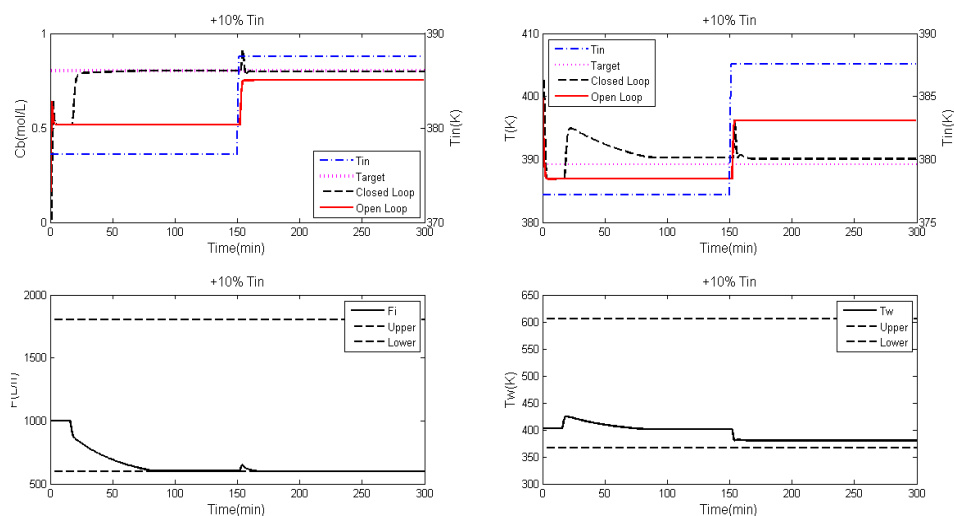 +10% Tin
1
0.5
0
Cb(mol/L)
390
380
370
Tin(K)
Tin
Target
Closed Loop
Open Loop
0 50 100 150 200 250 300
Time(min)
+10% Tin
410
400
390
380
T(K)
390
385
380
375
Tin(K)
Tin
Target
Closed Loop
Open Loop
0 50 100 150 200 250 300
Time(min)
+10% Tin
2000
1500
1000
500
Fi
Upper
Lower
0 50 100 150 200 250 300
Time(min)
+10% Tin
650
600
550
500
450
400
350
300
Tw(K)
Tw
Upper
Lower
0 50 100 150 200 250 300
Time(min)